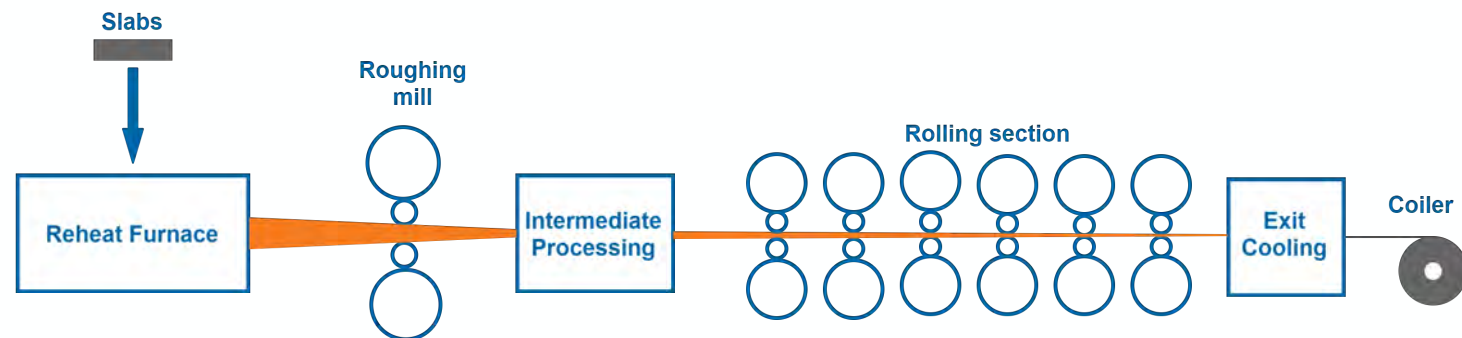 Slabs
Roughing
mill
Reheat Furnace
Intermediate
Processing
Rolling section
Exit
Cooling
Coiler